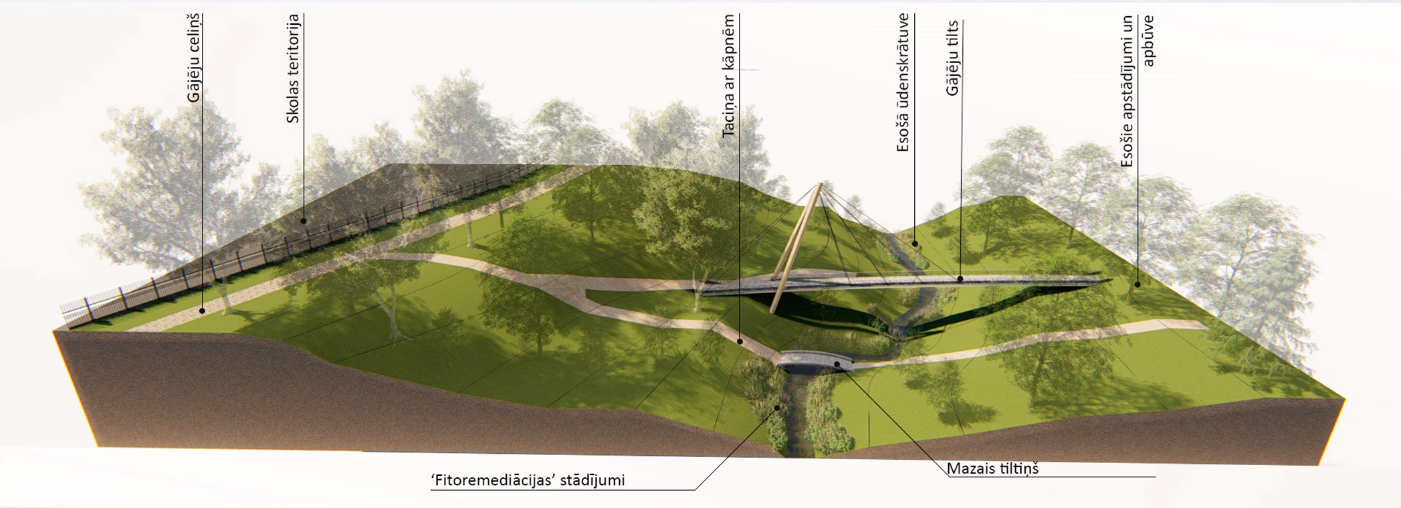 Gājēju celiņš
Skolas teritorija
Taciņa ar kāpnēm
Esošā ūdenskrātuve
Gājēju tilts
Esošie apstādījumi un
apbūve
‘Fitoremediācijas’ stādījumi
Mazais tiltiņš